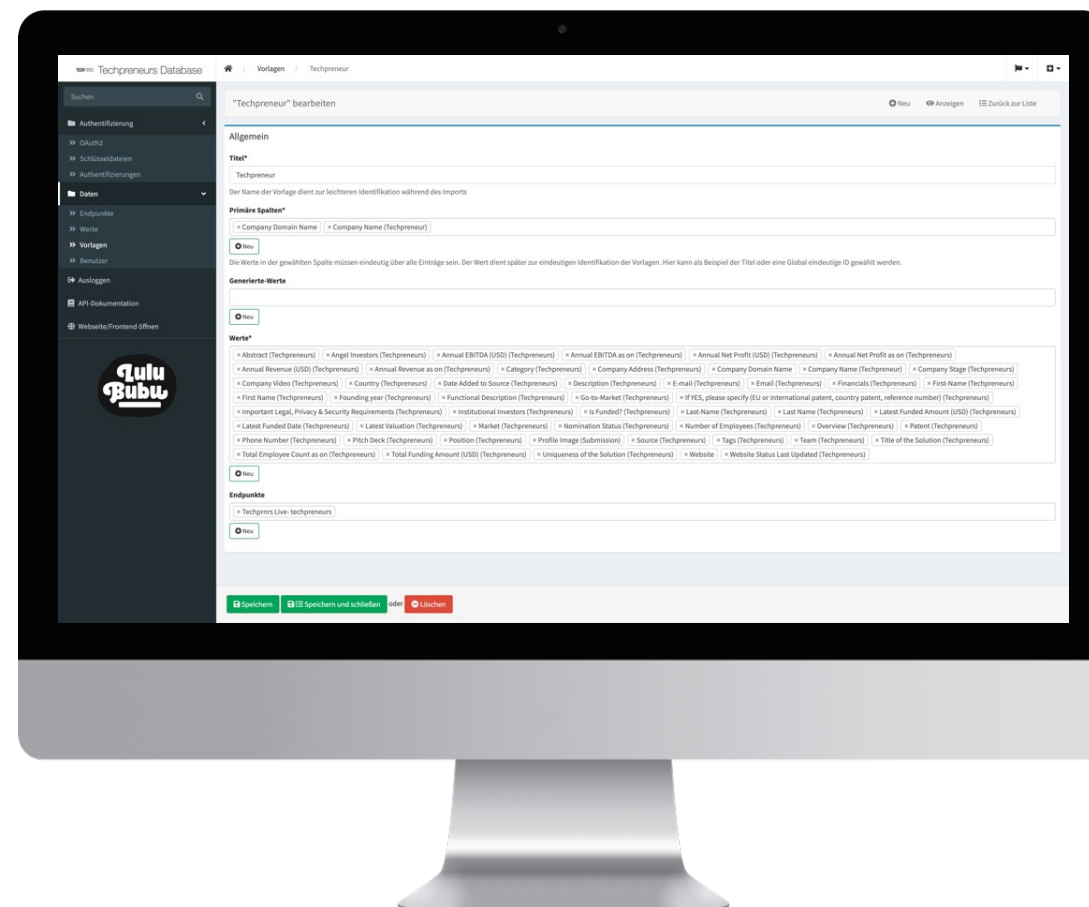 Techpreneurs Database
Vorlagen / Techpreneur
Suchen
Authentifizierung
OAuth2
Schlüsseldateien
Authentifizierungen
Daten
Endpunkte
Werte
Vorlagen
Benutzer
Ausloggen
API-Dokumentation
Webseite/Frontend öffnen
Lulu
Bubu
"Techpreneur" bearbeiten
Neu Anzeigen Zurück zur Liste
Allgemein
Titel*
Techpreneur
Der Name der Vorlage dient zur leichteren Identifikation während des Imports
Primäre Spalten*
× Company Domain Name × Company Name (Techpreneur)
Neu
Die Werte in der gewählten Spalte müssen eindeutig über alle Einträge sein. Der Wert dient später zur eindeutigen Identifikation der Vorlagen. Hier kann als Beispiel der Titel oder eine Global eindeutige ID gewählt werden.
Generierte-Werte
Neu
Werte*
× Abstract (Techpreneurs) × Angel Investors (Techpreneurs) × Annual EBITDA (USD) (Techpreneurs) × Annual EBITDA as on (Techpreneurs) × Annual Net Profit (USD) (Techpreneurs) × Annual Net Profit as on (Techpreneurs)
× Annual Revenue (USD) (Techpreneurs) × Annual Revenue as on (Techpreneurs) × Category (Techpreneurs) × Company Address (Techpreneurs) × Company Domain Name × Company Name (Techpreneur) × Company Stage (Techpreneurs)
× Company Video (Techpreneurs) × Country (Techpreneurs) × Date Added to Source (Techpreneurs) × Description (Techpreneurs) × E-mail (Techpreneurs) × Email (Techpreneurs) × Financials (Techpreneurs) × First-Name (Techpreneurs)
× First Name (Techpreneurs) × Founding year (Techpreneurs) × Functional Description (Techpreneurs) × Go-to-Market (Techpreneurs) × If YES, please specify (EU or international patent, country patent, reference number) (Techpreneurs)
× Important Legal, Privacy & Security Requirements (Techpreneurs) × Institutional Investors (Techpreneurs) × Is Funded? (Techpreneurs) × Last-Name (Techpreneurs) × Last Name (Techpreneurs) × Latest Funded Amount (USD) (Techpreneurs)
× Latest Funded Date (Techpreneurs) × Latest Valuation (Techpreneurs) × Market (Techpreneurs) × Nomination Status (Techpreneurs) × Number of Employees (Techpreneurs) × Overview (Techpreneurs) × Patent (Techpreneurs)
× Phone Number (Techpreneurs) × Pitch Deck (Techpreneurs) × Position (Techpreneurs) × Profile Image (Submission) × Source (Techpreneurs) × Tags (Techpreneurs) × Team (Techpreneurs) × Title of the Solution (Techpreneurs)
× Total Employee Count as on (Techpreneurs) × Total Funding Amount (USD) (Techpreneurs) × Uniqueness of the Solution (Techpreneurs) × Website × Website Status Last Updated (Techpreneurs)
Neu
Endpunkte
× Techprnrs Live- techpreneurs
Neu
Speichern Speichern und schließen oder Löschen